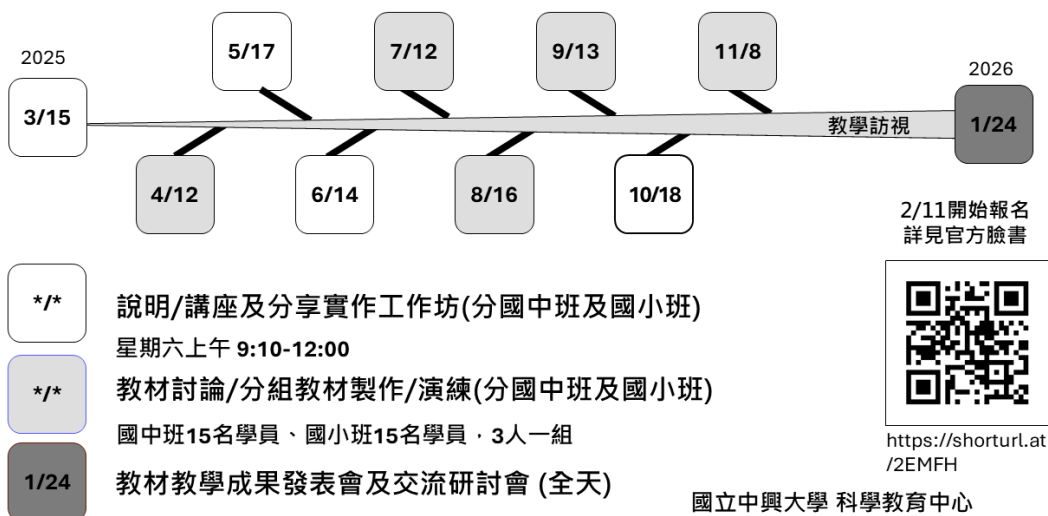 2025
3/15
5/17
7/12
9/13
11/8
2026
1/24
教學訪視
4/12
6/14
8/16
10/18
2/11開始報名
詳見官方臉書
*/*
說明/講座及分享實作工作坊(分國中班及國小班)
星期六上午 9:10-12:00
*/*
教材討論/分組教材製作/演練(分國中班及國小班)
國中班15名學員、國小班15名學員，3人一組
1/24
教材教學成果發表會及交流研討會 (全天)
https://shorturl.at
/2EMFH
國立中興大學 科學教育中心